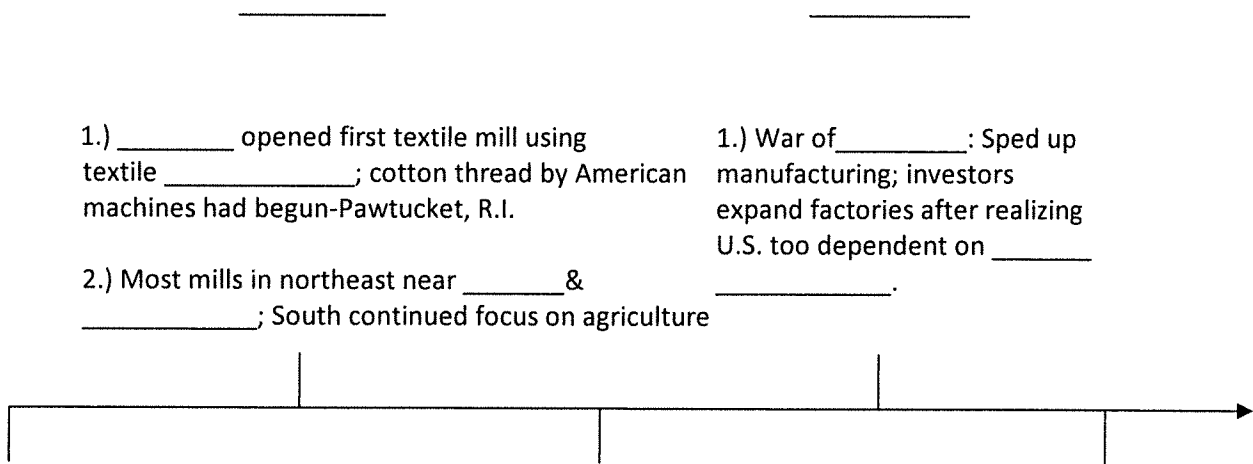 1.) ________ opened first textile mill using
textile _____________; cotton thread by American
machines had begun-Pawtucket, R.I.
2.) Most mills in northeast near _______&
____________; South continued focus on agriculture
1.) War of_________: Sped up
manufacturing; investors
expand factories after realizing
U.S. too dependent on _______
____________.